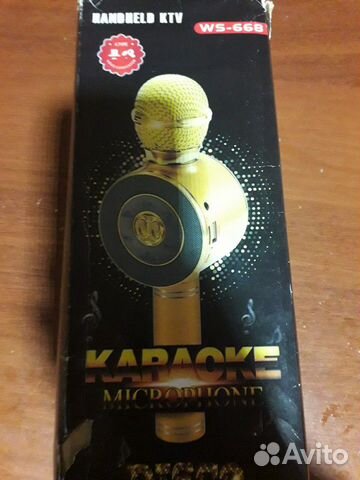 HANDHELD KTV
WS-668
KARAOKE
MICROPHONE
Avito